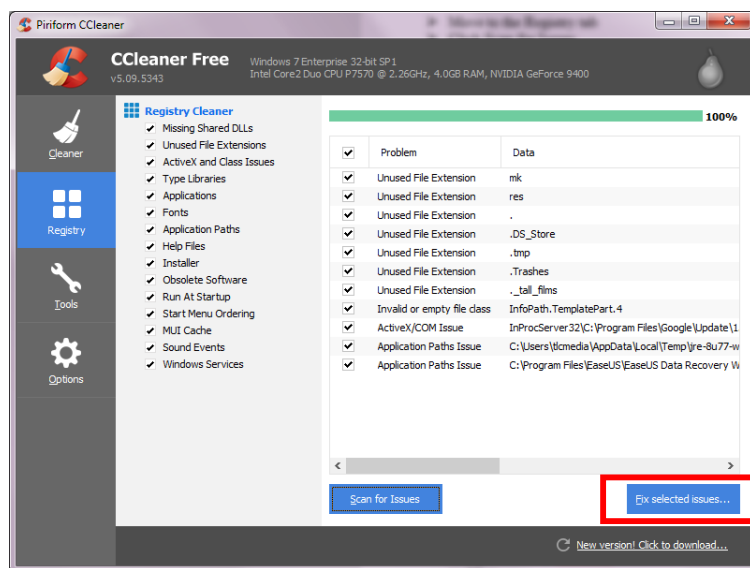 Piriform CCleaner
Move to the Registry tab
CCleaner Free
v5.09.5343
Windows 7 Enterprise 32-bit SP1
Intel Core2 Duo CPU P7570 @ 2.26GHz, 4.0GB RAM, NVIDIA GeForce 9400
Cleaner
Registry
Tools
Options
Registry Cleaner
Missing Shared DLLs
Unused File Extensions
ActiveX and Class Issues
Type Libraries
Applications
Fonts
Application Paths
Help Files
Installer
Obsolete Software
Run At Startup
Start Menu Ordering
MUI Cache
Sound Events
Windows Services
100%
Problem Data
Unused File Extension mk
Unused File Extension res
Unused File Extension .
Unused File Extension .DS_Store
Unused File Extension .tmp
Unused File Extension .Trashes
Unused File Extension ._tall_films
Invalid or empty file class InfoPath.TemplatePart.4
ActiveX/COM Issue InProcServer32\C:\Program Files\Google\Update\1.
Application Paths Issue C:\Users\tlcmedia\AppData\Local\Temp\jre-8u77-w
Application Paths Issue C:\Program Files\EaseUS\EaseUS Data Recovery W
Scan for Issues
Fix selected issues...
New version! Click to download...